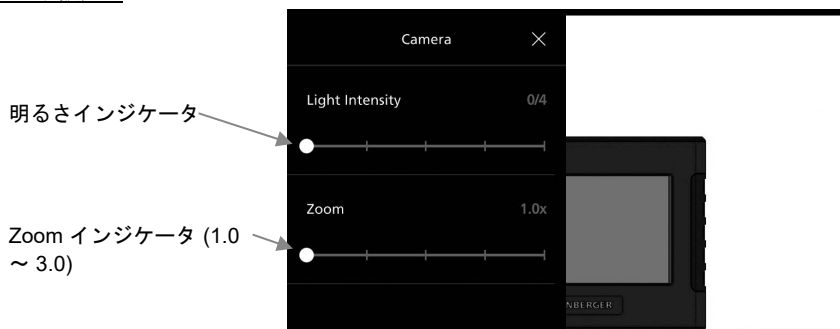 Camera
明るさインジケータ
Light Intensity 0/4
Zoom インジケータ (1.0
～ 3.0)
Zoom 1.0x
NBERGER